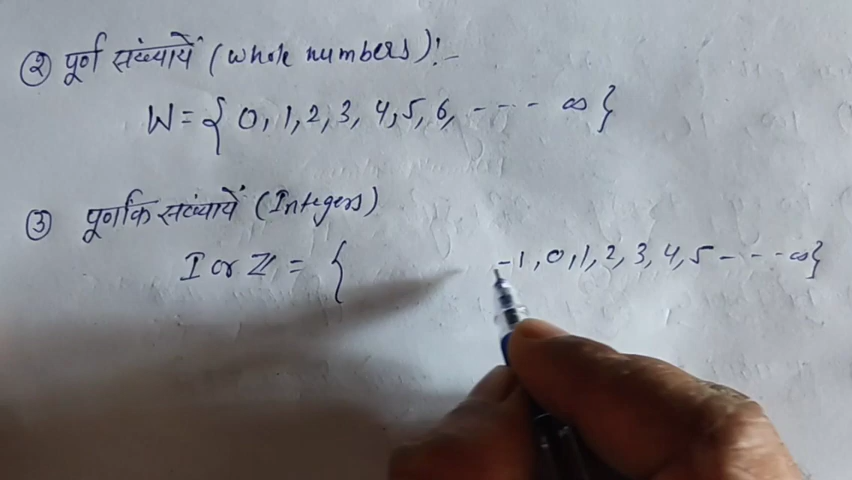 ② पूर्ण संख्यायें (whole numbers):-
W = { 0, 1, 2, 3, 4, 5, 6, ---- ∞ }
③ पूर्णांक संख्यायें (Integers)
I or Z = { -1, 0, 1, 2, 3, 4, 5 ---- ∞ }